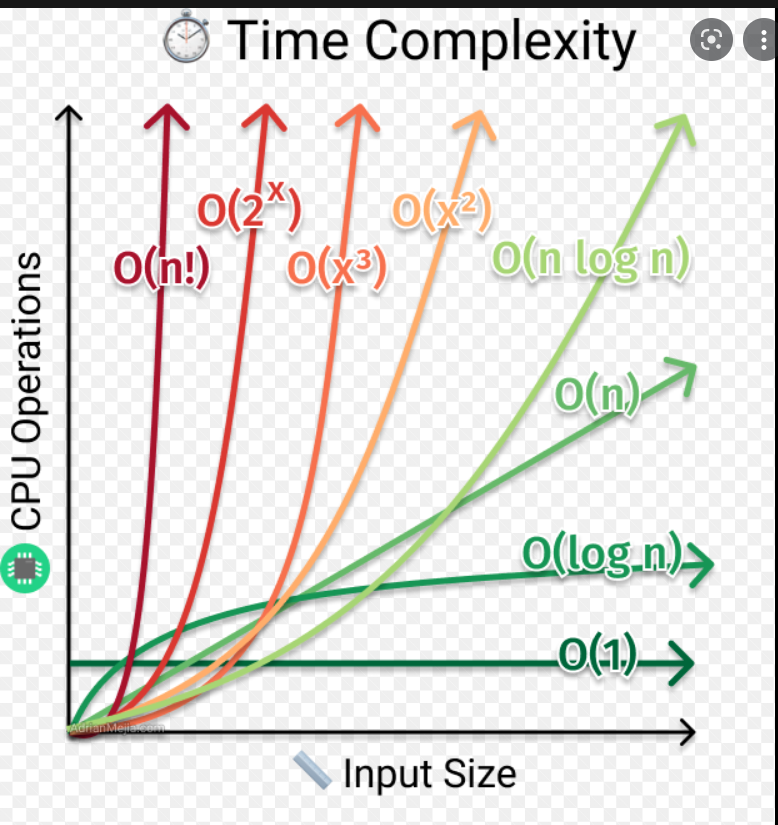 Time Complexity
O(2ˣ)
O(x²)
O(n!)
O(x³)
O(n log n)
O(n)
O(log n)
O(1)
CPU Operations
AdrianMejia.com
Input Size